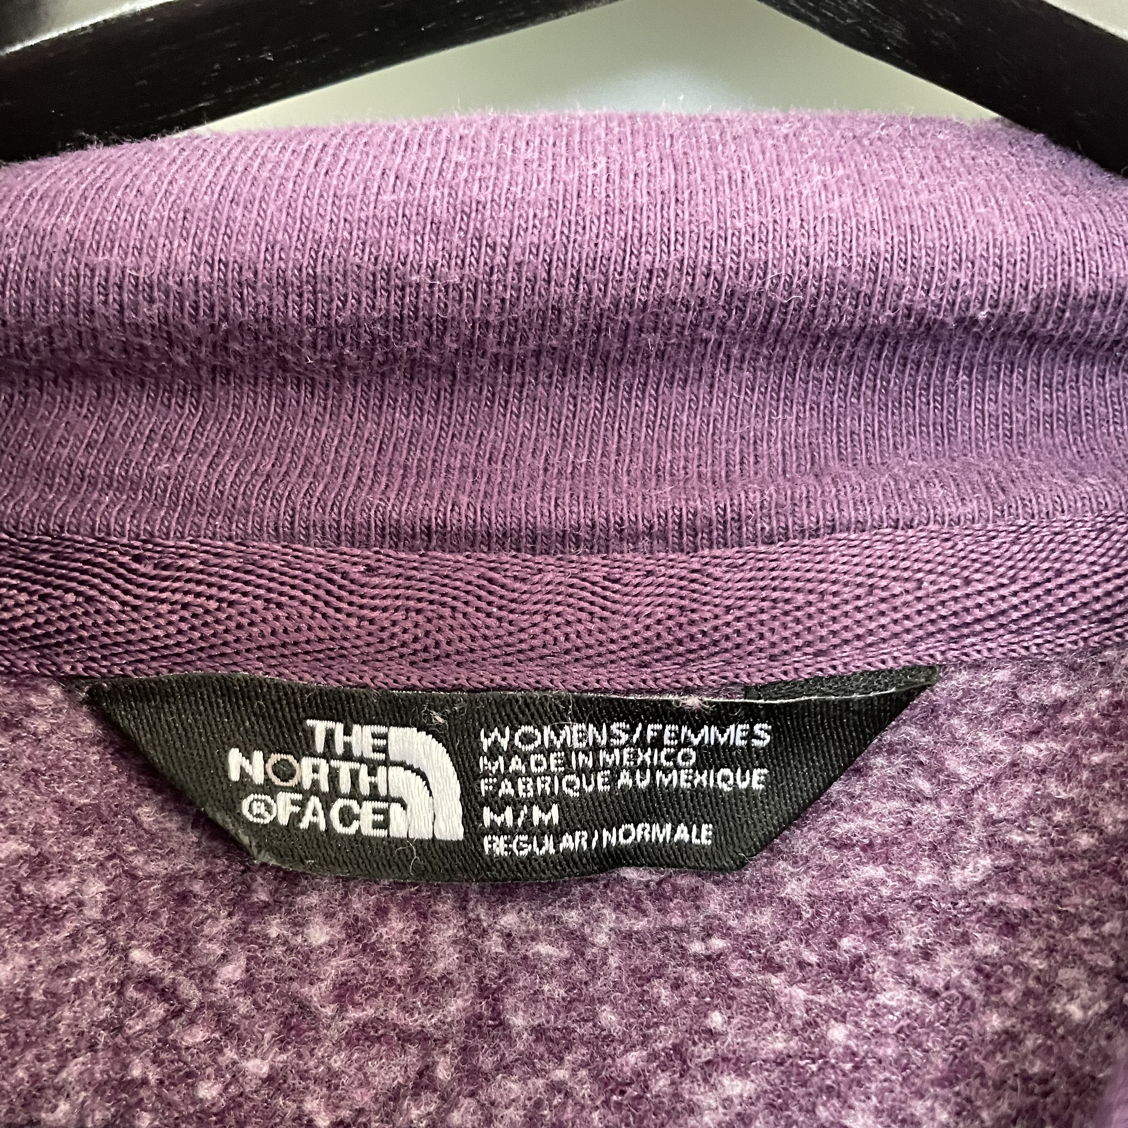 THE
NORTH
®FACE
WOMENS/FEMMES
MADE IN MEXICO
FABRIQUE AU MEXIQUE
M/M
REGULAR/NORMALE